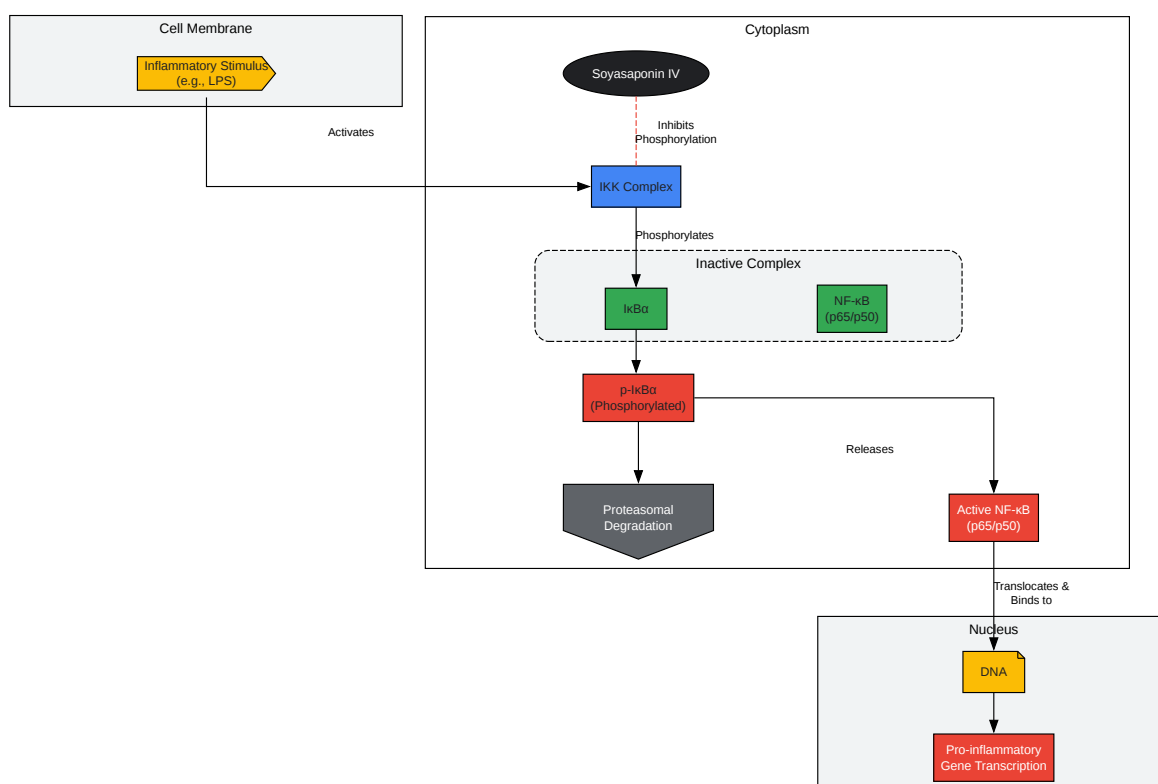 Cell Membrane
Inflammatory Stimulus
(e.g., LPS)
Activates
Cytoplasm
Soyasaponin IV
Inhibits
Phosphorylation
IKK Complex
Phosphorylates
Inactive Complex
IκBα
NF-κB
(p65/p50)
p-IκBα
(Phosphorylated)
Releases
Proteasomal
Degradation
Active NF-κB
(p65/p50)
Translocates &
Binds to
Nucleus
DNA
Pro-inflammatory
Gene Transcription